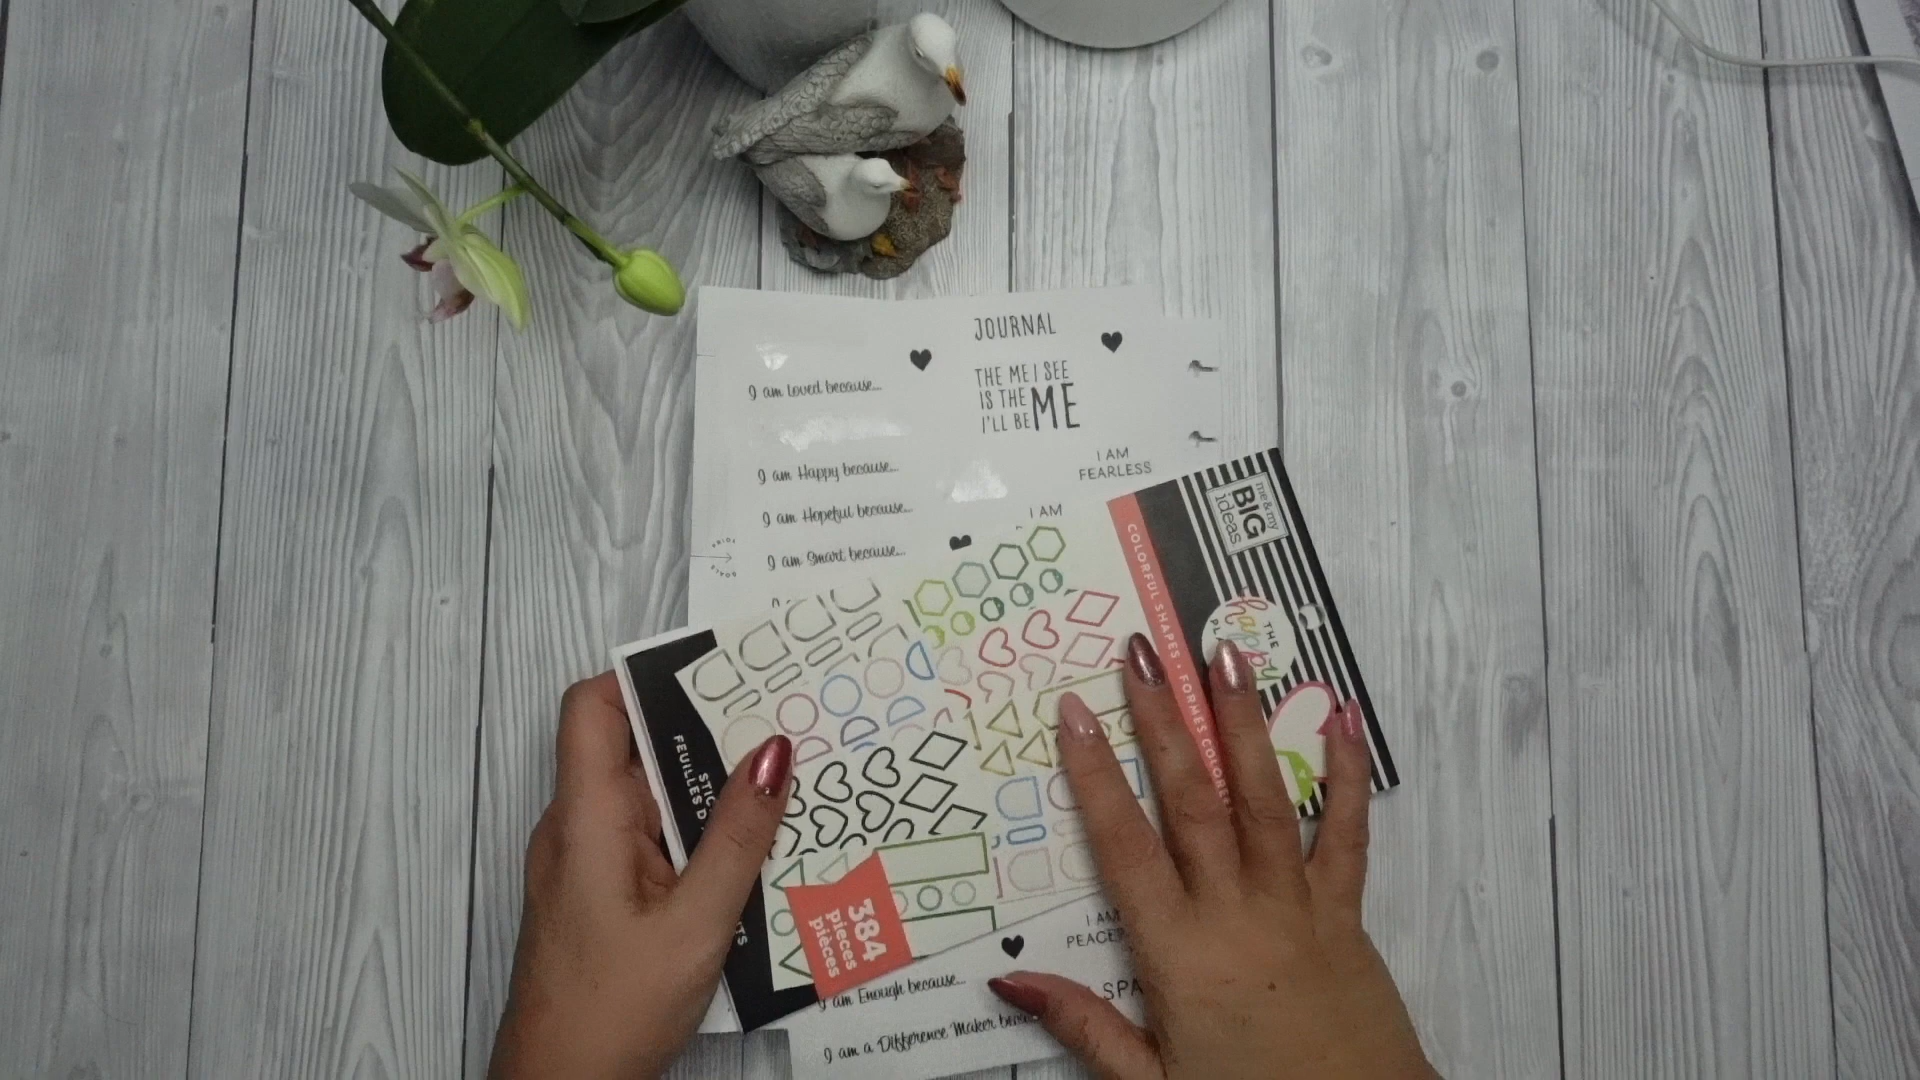 JOURNAL
THE ME I SEE
IS THE ME
I'LL BE
I am Loved because...
I am Happy because...
I am Hopeful because...
I am Smart because...
I AM
FEARLESS
I AM
PRIDE
GOALS
me & my
BIG
ideas
THE
happy
COLORFUL SHAPES • FORMES COLORÉES
384
pieces
pièces
I AM
I am Enough because...
I am a Difference Maker